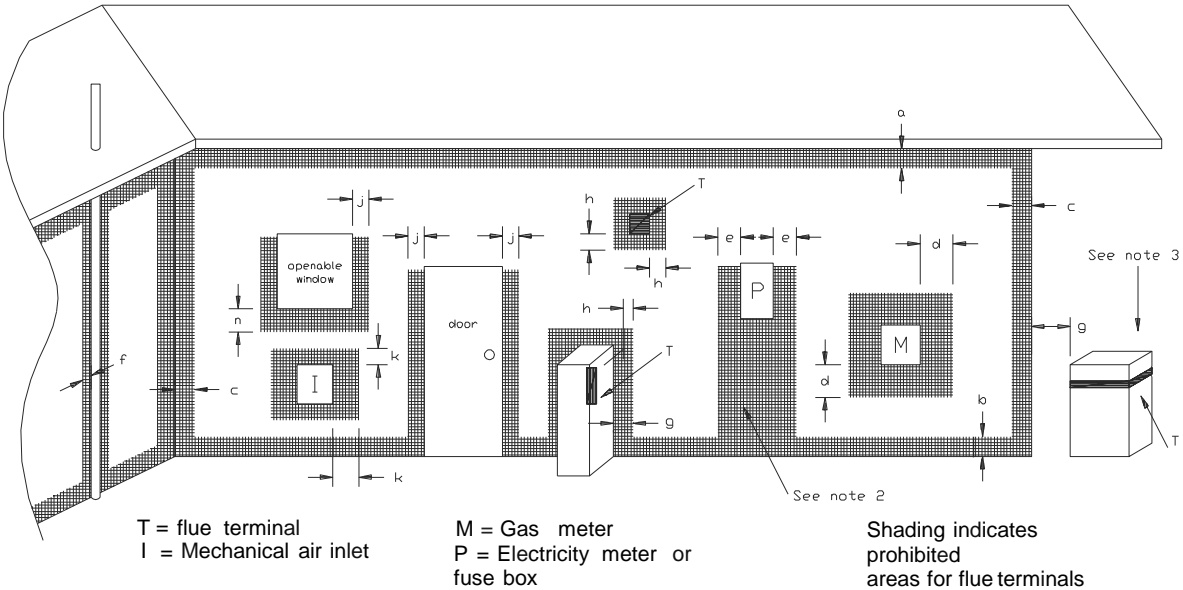 a
j
h
T
c
j
j
e
e
d
See note 3
openable
window
P
h
n
h
door
g
k
M
T
f
I
c
d
g
b
T
k
See note 2
T = flue terminal
I = Mechanical air inlet
M = Gas meter
P = Electricity meter or
fuse box
Shading indicates
prohibited
areas for flue terminals